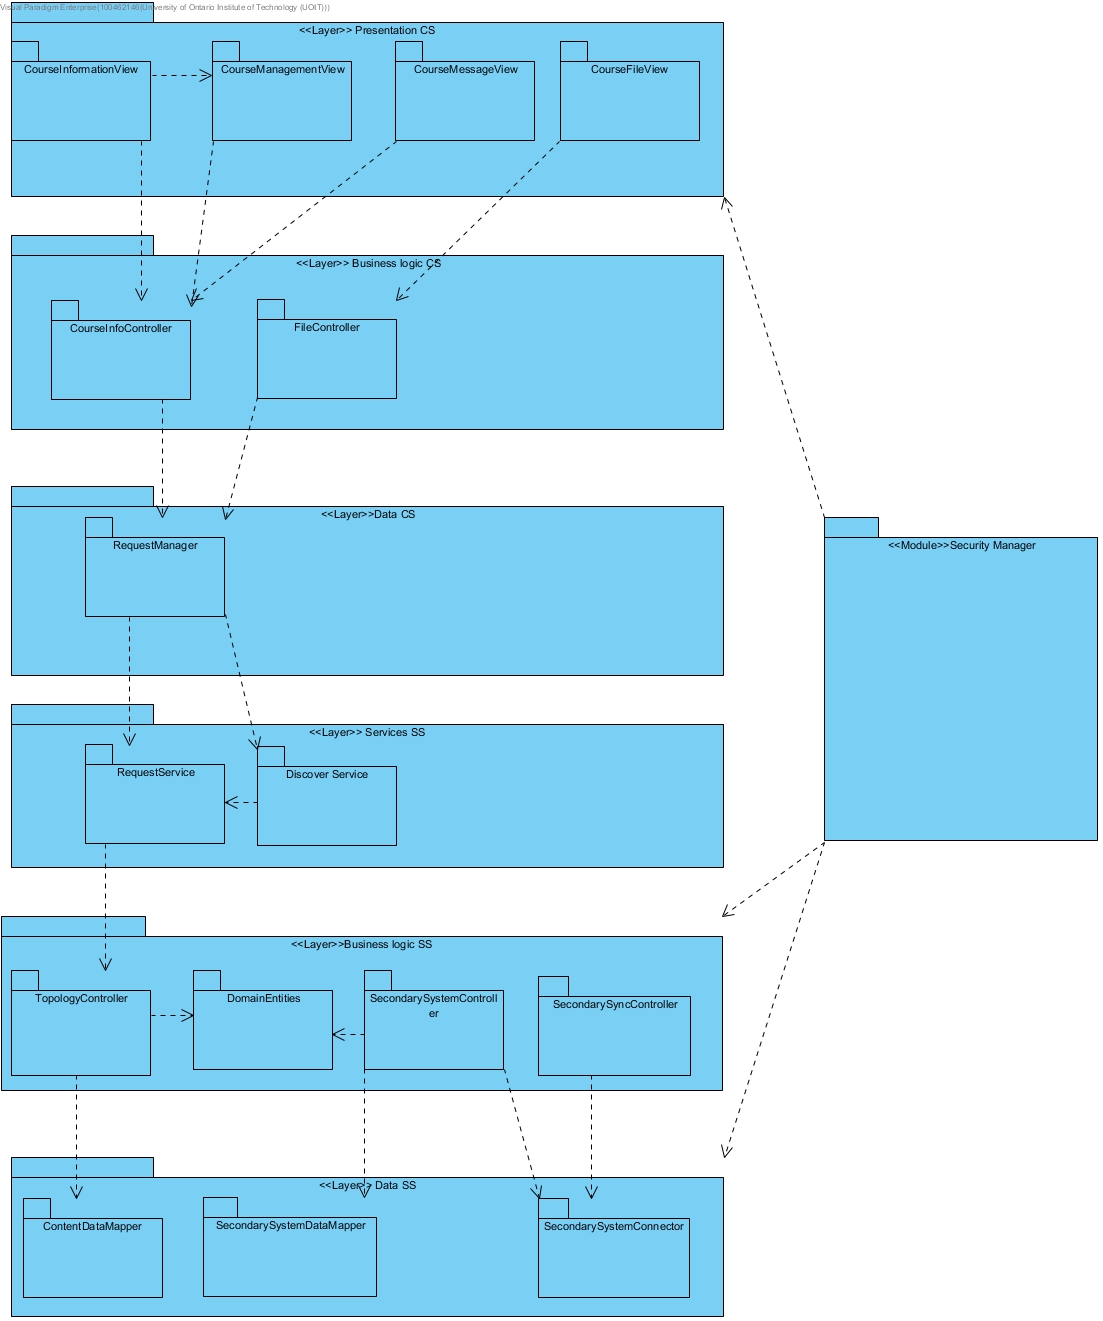 Visual Paradigm Enterprise(100462146(University of Ontario Institute of Technology (UOIT)))
<<Layer>> Presentation CS
CourseInformationView
CourseManagementView
CourseMessageView
CourseFileView
<<Layer>> Business logic CS
CourseInfoController
FileController
<<Layer>>Data CS
RequestManager
<<Module>>Security Manager
<<Layer>> Services SS
RequestService
Discover Service
<<Layer>>Business logic SS
TopologyController
DomainEntities
SecondarySystemControll
er
SecondarySyncController
<<Layer>> Data SS
ContentDataMapper
SecondarySystemDataMapper
SecondarySystemConnector